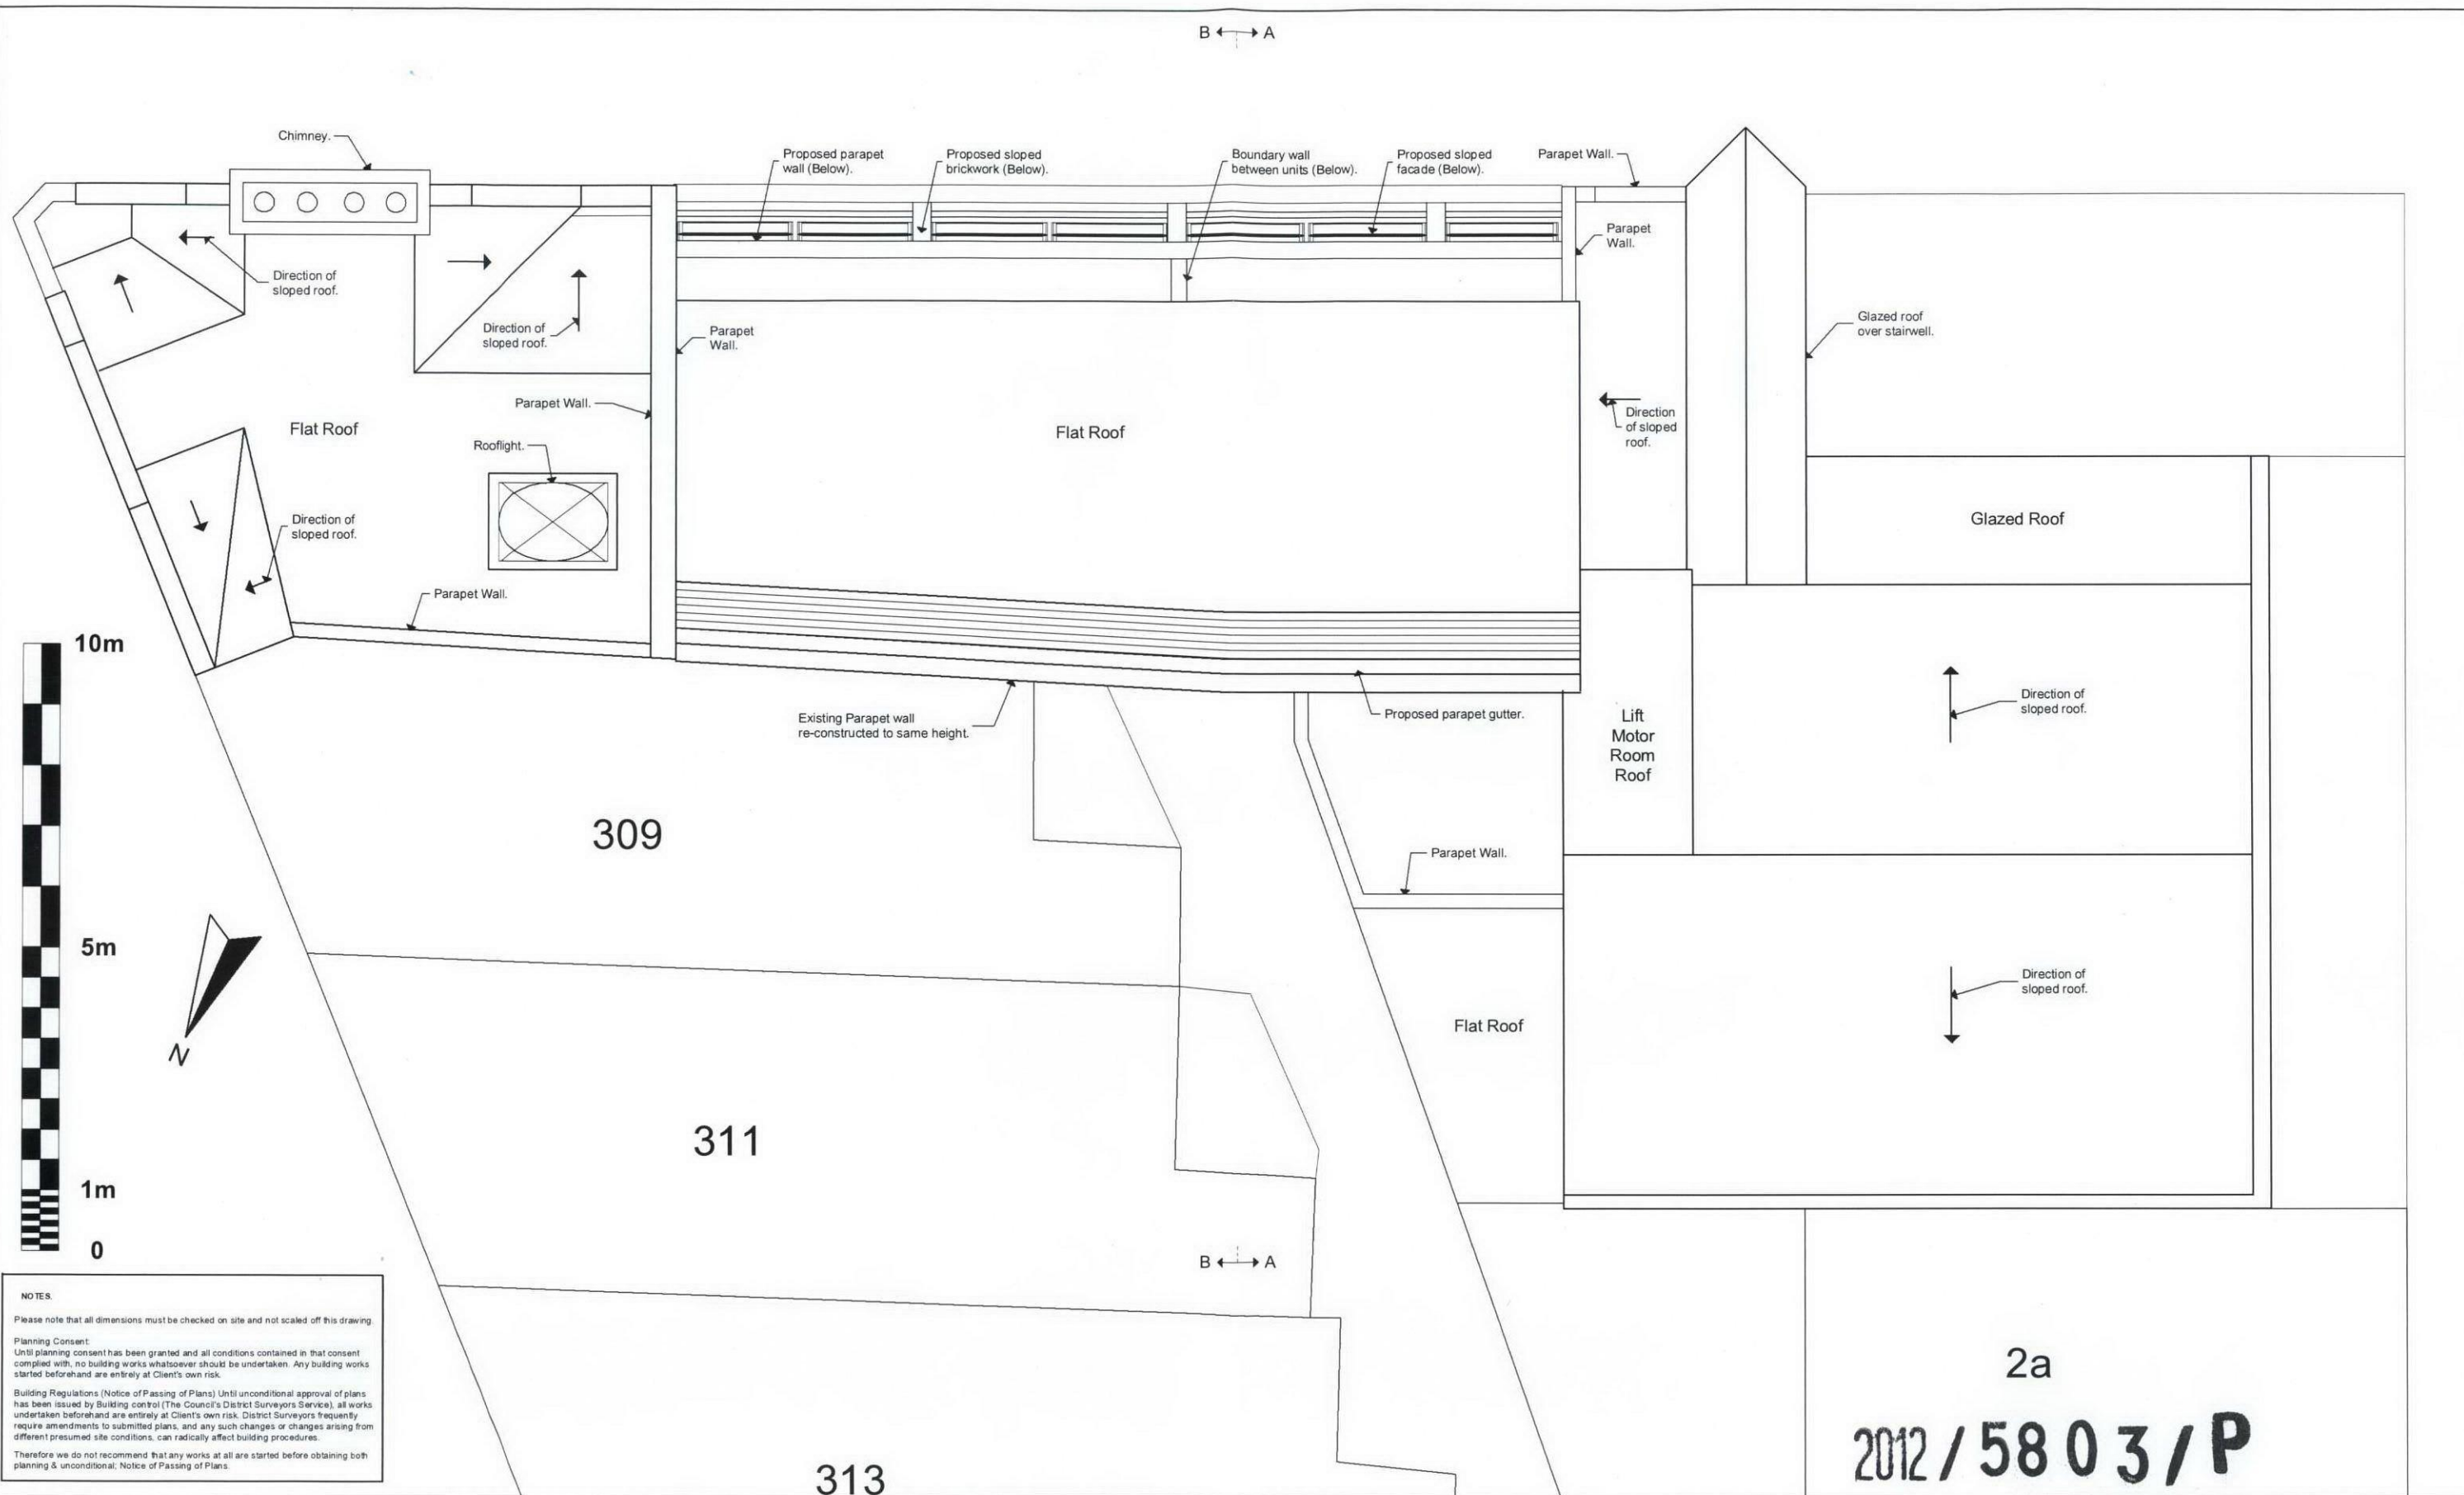 B A
Chimney.
Proposed parapet
wall (Below).
Proposed sloped
brickwork (Below).
Boundary wall
between units (Below).
Proposed sloped
facade (Below).
Parapet Wall.
Parapet
Wall.
Direction of
sloped roof.
Direction of
sloped roof.
Parapet
Wall.
Glazed roof
over stairwell.
Parapet Wall.
Flat Roof
Flat Roof
Direction
of sloped
roof.
Rooflight.
Direction of
sloped roof.
Glazed Roof
Parapet Wall.
10m
5m
1m
0
N
Existing Parapet wall
re-constructed to same height.
Proposed parapet gutter.
Lift
Motor
Room
Roof
Direction of
sloped roof.
309
Parapet Wall.
Direction of
sloped roof.
Flat Roof
311
B A
313
2a
2012/5803/P
NOTES.
Please note that all dimensions must be checked on site and not scaled off this drawing.
Planning Consent:
Until planning consent has been granted and all conditions contained in that consent
complied with, no building works whatsoever should be undertaken. Any building works
started beforehand are entirely at Client's own risk.
Building Regulations (Notice of Passing of Plans) Until unconditional approval of plans
has been issued by Building control (The Council's District Surveyors Service), all works
undertaken beforehand are entirely at Client's own risk. District Surveyors frequently
require amendments to submitted plans, and any such changes or changes arising from
different presumed site conditions, can radically affect building procedures.
Therefore we do not recommend that any works at all are started before obtaining both
planning & unconditional; Notice of Passing of Plans.